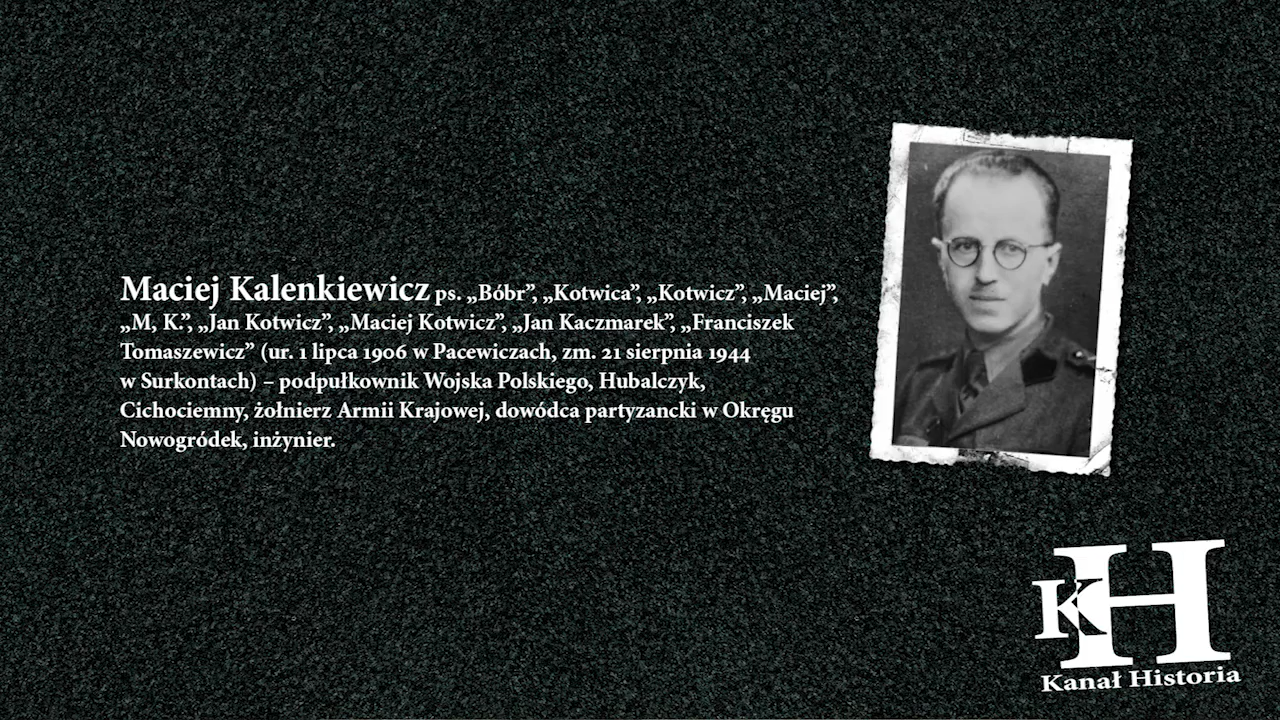 Maciej Kalenkiewicz ps. „Bóbr”, „Kotwica”, „Kotwicz”, „Maciej”,
„M, K.”, „Jan Kotwicz”, „Maciej Kotwicz”, „Jan Kaczmarek”, „Franciszek
Tomaszewicz” (ur. 1 lipca 1906 w Pacewiczach, zm. 21 sierpnia 1944
w Surkontach) – podpułkownik Wojska Polskiego, Hubalczyk,
Cichociemny, żołnierz Armii Krajowej, dowódca partyzancki w Okręgu
Nowogródek, inżynier.
KH
Kanał Historia